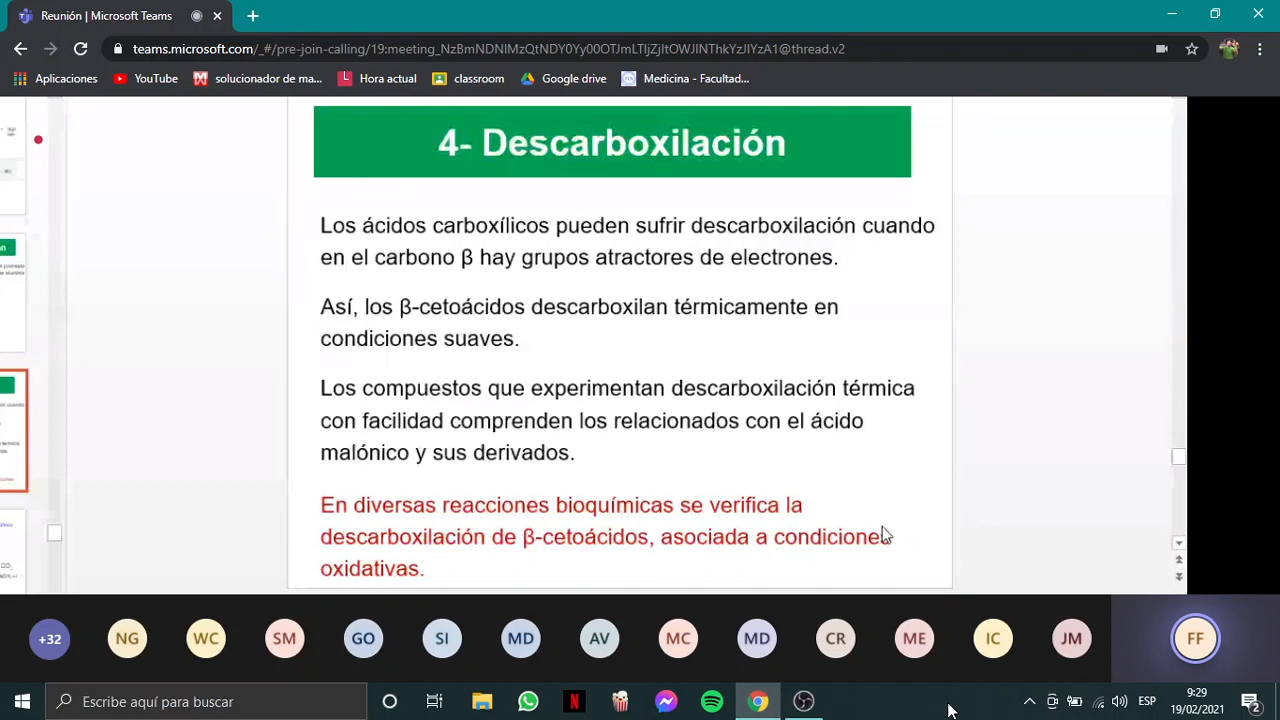 Reunión | Microsoft Teams
teams.microsoft.com/_#/pre-join-calling/19:meeting_NzBmNDNlMzQtNDY0Yy00OTJmLTljZjItOWJlNThkYzJlYzA1@thread.v2
Aplicaciones YouTube solucionador de ma... Hora actual classroom Google drive Medicina - Facultad...
4- Descarboxilación
Los ácidos carboxílicos pueden sufrir descarboxilación cuando
en el carbono β hay grupos atractores de electrones.
Así, los β-cetoácidos descarboxilan térmicamente en
condiciones suaves.
Los compuestos que experimentan descarboxilación térmica
con facilidad comprenden los relacionados con el ácido
malónico y sus derivados.
En diversas reacciones bioquímicas se verifica la
descarboxilación de β-cetoácidos, asociada a condiciones
oxidativas.
+32 NG WC SM GO SI MD AV MC MD CR ME IC JM FF
Escribe aquí para buscar
ESP
9:29
19/02/2021
2